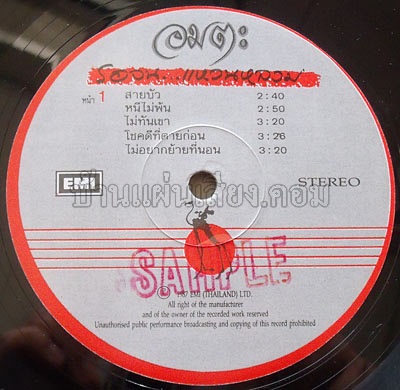 อมตะ
หน้า 1
สายบัว 2:40
หนีไม่พ้น 2:50
ไม่ทันเขา 3:20
โชคดีที่ตายก่อน 3:26
ไม่อยากย้ายที่นอน 3:20
EMI
STEREO
บ้านแผ่นเสียง.คอม
SAMPLE
1987 EMI (THAILAND) LTD.
All right of the manufacturer
and of the owner of the recorded work reserved
Unauthorised public performance broadcasting and copying of this record prohibited